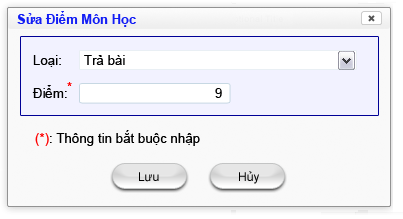 Sửa Điểm Môn Học
Loại: Trả bài
Điểm:* 9
(*): Thông tin bắt buộc nhập
Lưu Hủy